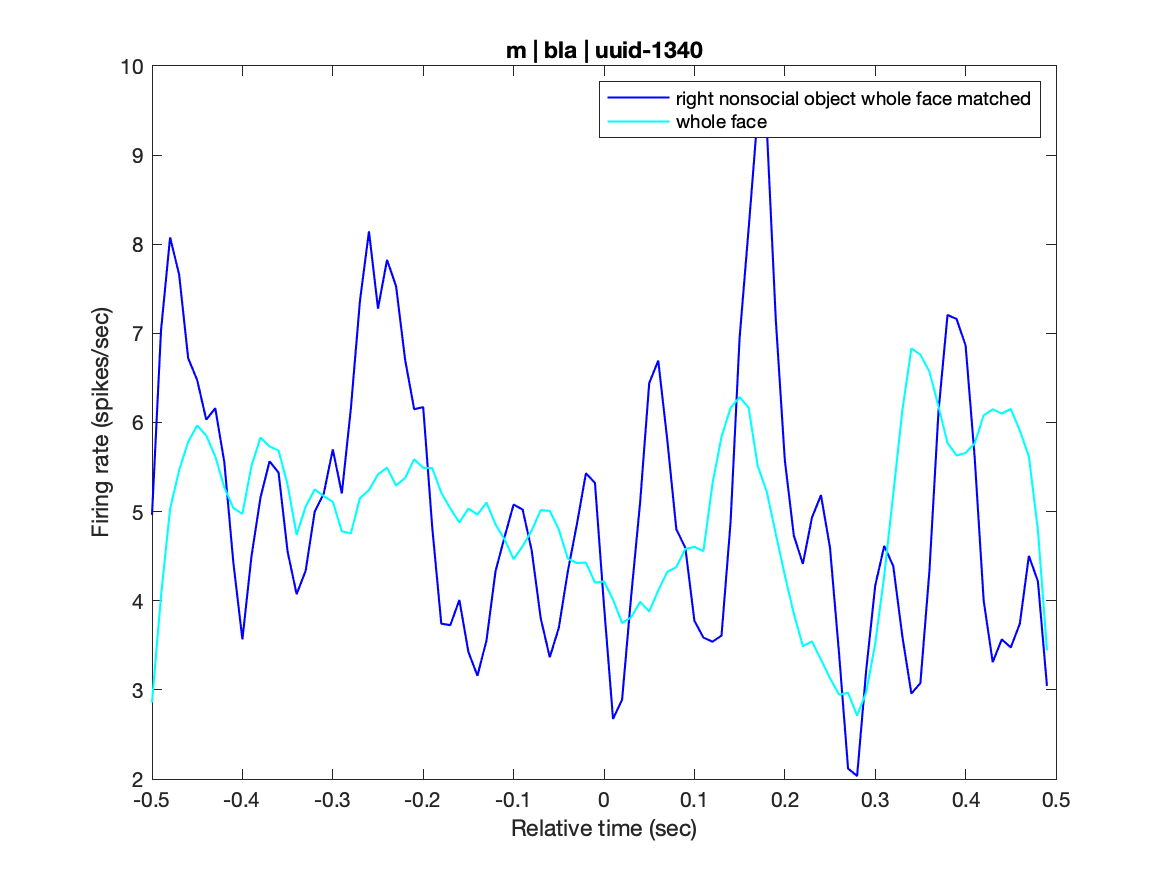 m | bla | uuid-1340
right nonsocial object whole face matched
whole face
10
9
8
7
6
5
4
3
2
Firing rate (spikes/sec)
-0.5 -0.4 -0.3 -0.2 -0.1 0 0.1 0.2 0.3 0.4 0.5
Relative time (sec)